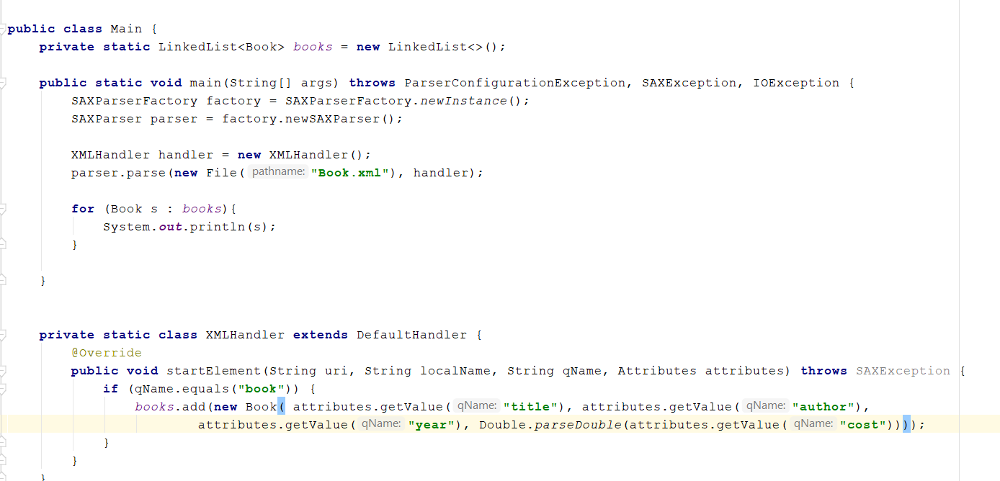 public class Main {
private static LinkedList<Book> books = new LinkedList<>();
public static void main(String[] args) throws ParserConfigurationException, SAXException, IOException {
SAXParserFactory factory = SAXParserFactory.newInstance();
SAXParser parser = factory.newSAXParser();
XMLHandler handler = new XMLHandler();
parser.parse(new File( pathname: "Book.xml"), handler);
for (Book s : books){
System.out.println(s);
}
}
private static class XMLHandler extends DefaultHandler {
@Override
public void startElement(String uri, String localName, String qName, Attributes attributes) throws SAXException {
if (qName.equals("book")) {
books.add(new Book( attributes.getValue( qName: "title"), attributes.getValue( qName: "author"),
attributes.getValue( qName: "year"), Double.parseDouble(attributes.getValue( qName: "cost"))));
}
}
}